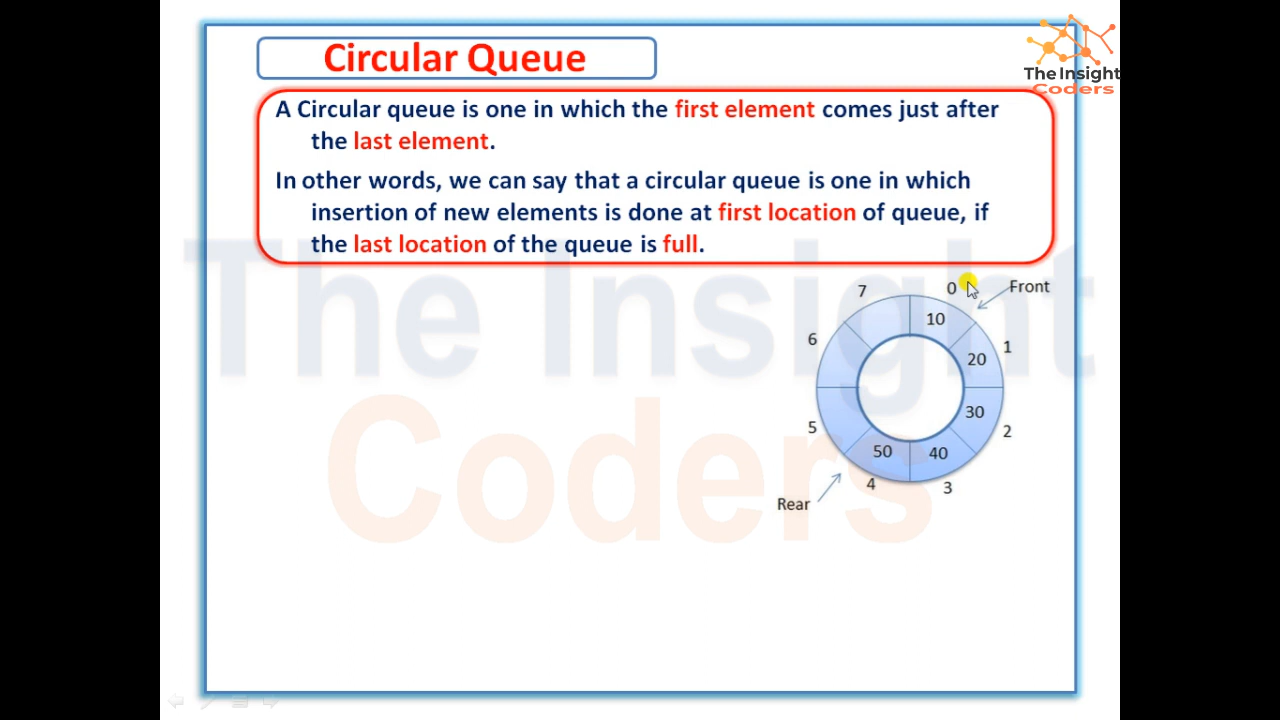 Circular Queue
The Insight
Coders
A Circular queue is one in which the first element comes just after
the last element.
In other words, we can say that a circular queue is one in which
insertion of new elements is done at first location of queue, if
the last location of the queue is full.
The Insight
Coders
7
0
Front
10
6
1
20
30
5
2
50
40
4
3
Rear